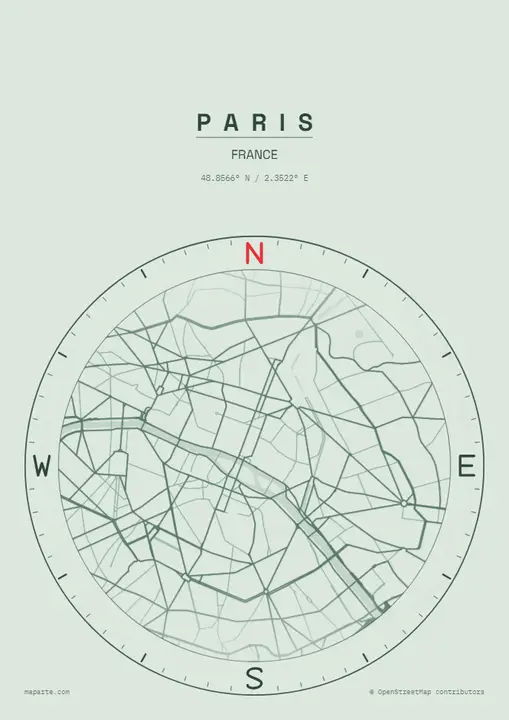 PARIS
FRANCE
48.8566° N / 2.3522° E
N
W
E
S
maparte.com
© OpenStreetMap contributors